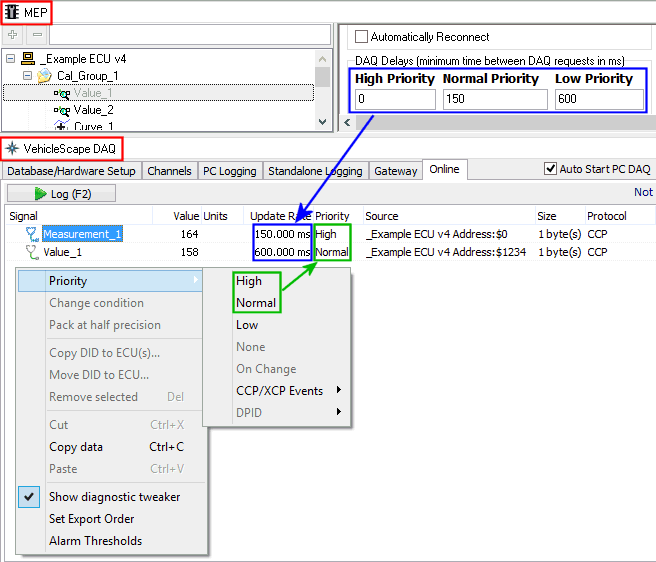 MEP
_Example ECU v4
Cal_Group_1
Value_1
Value_2
Curve_1
Automatically Reconnect
DAQ Delays (minimum time between DAQ requests in ms)
High Priority Normal Priority Low Priority
0 150 600
VehicleScape DAQ
Database/Hardware Setup Channels PC Logging Standalone Logging Gateway Online Auto Start PC DAQ
Log (F2) Not
Signal Value Units Update Rate Priority Source Size Protocol
Measurement_1 164 150.000 ms High _Example ECU v4 Address:$0 1 byte(s) CCP
Value_1 158 600.000 ms Normal _Example ECU v4 Address:$1234 1 byte(s) CCP
Priority
Change condition
Pack at half precision
Copy DID to ECU(s)...
Move DID to ECU...
Remove selected Del
Cut Ctrl+X
Copy data Ctrl+C
Paste Ctrl+V
Show diagnostic tweaker
Set Export Order
Alarm Thresholds
High
Normal
Low
None
On Change
CCP/XCP Events
DPID